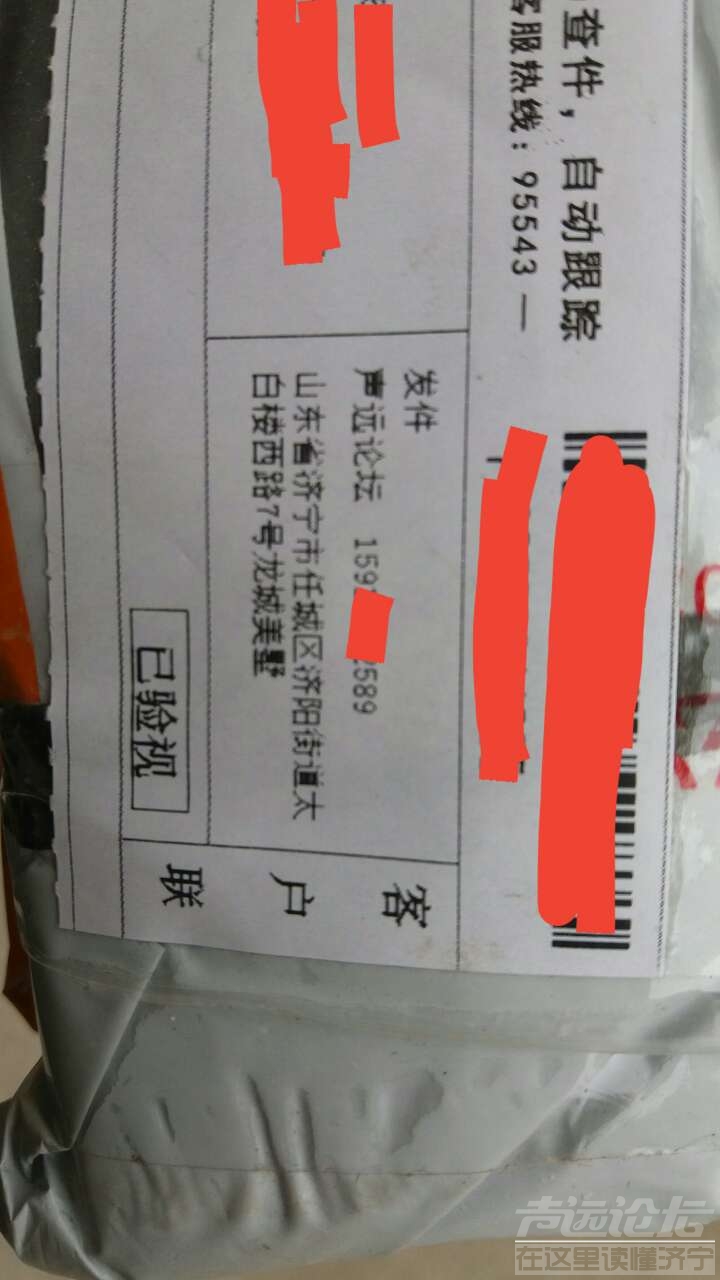 查件，自动跟踪
客服热线：95543 —
发件
声远论坛 159 2589
山东省济宁市任城区济阳街道太
白楼西路7号龙城美墅
已验视
客户联
声远论坛
在这里读懂济宁